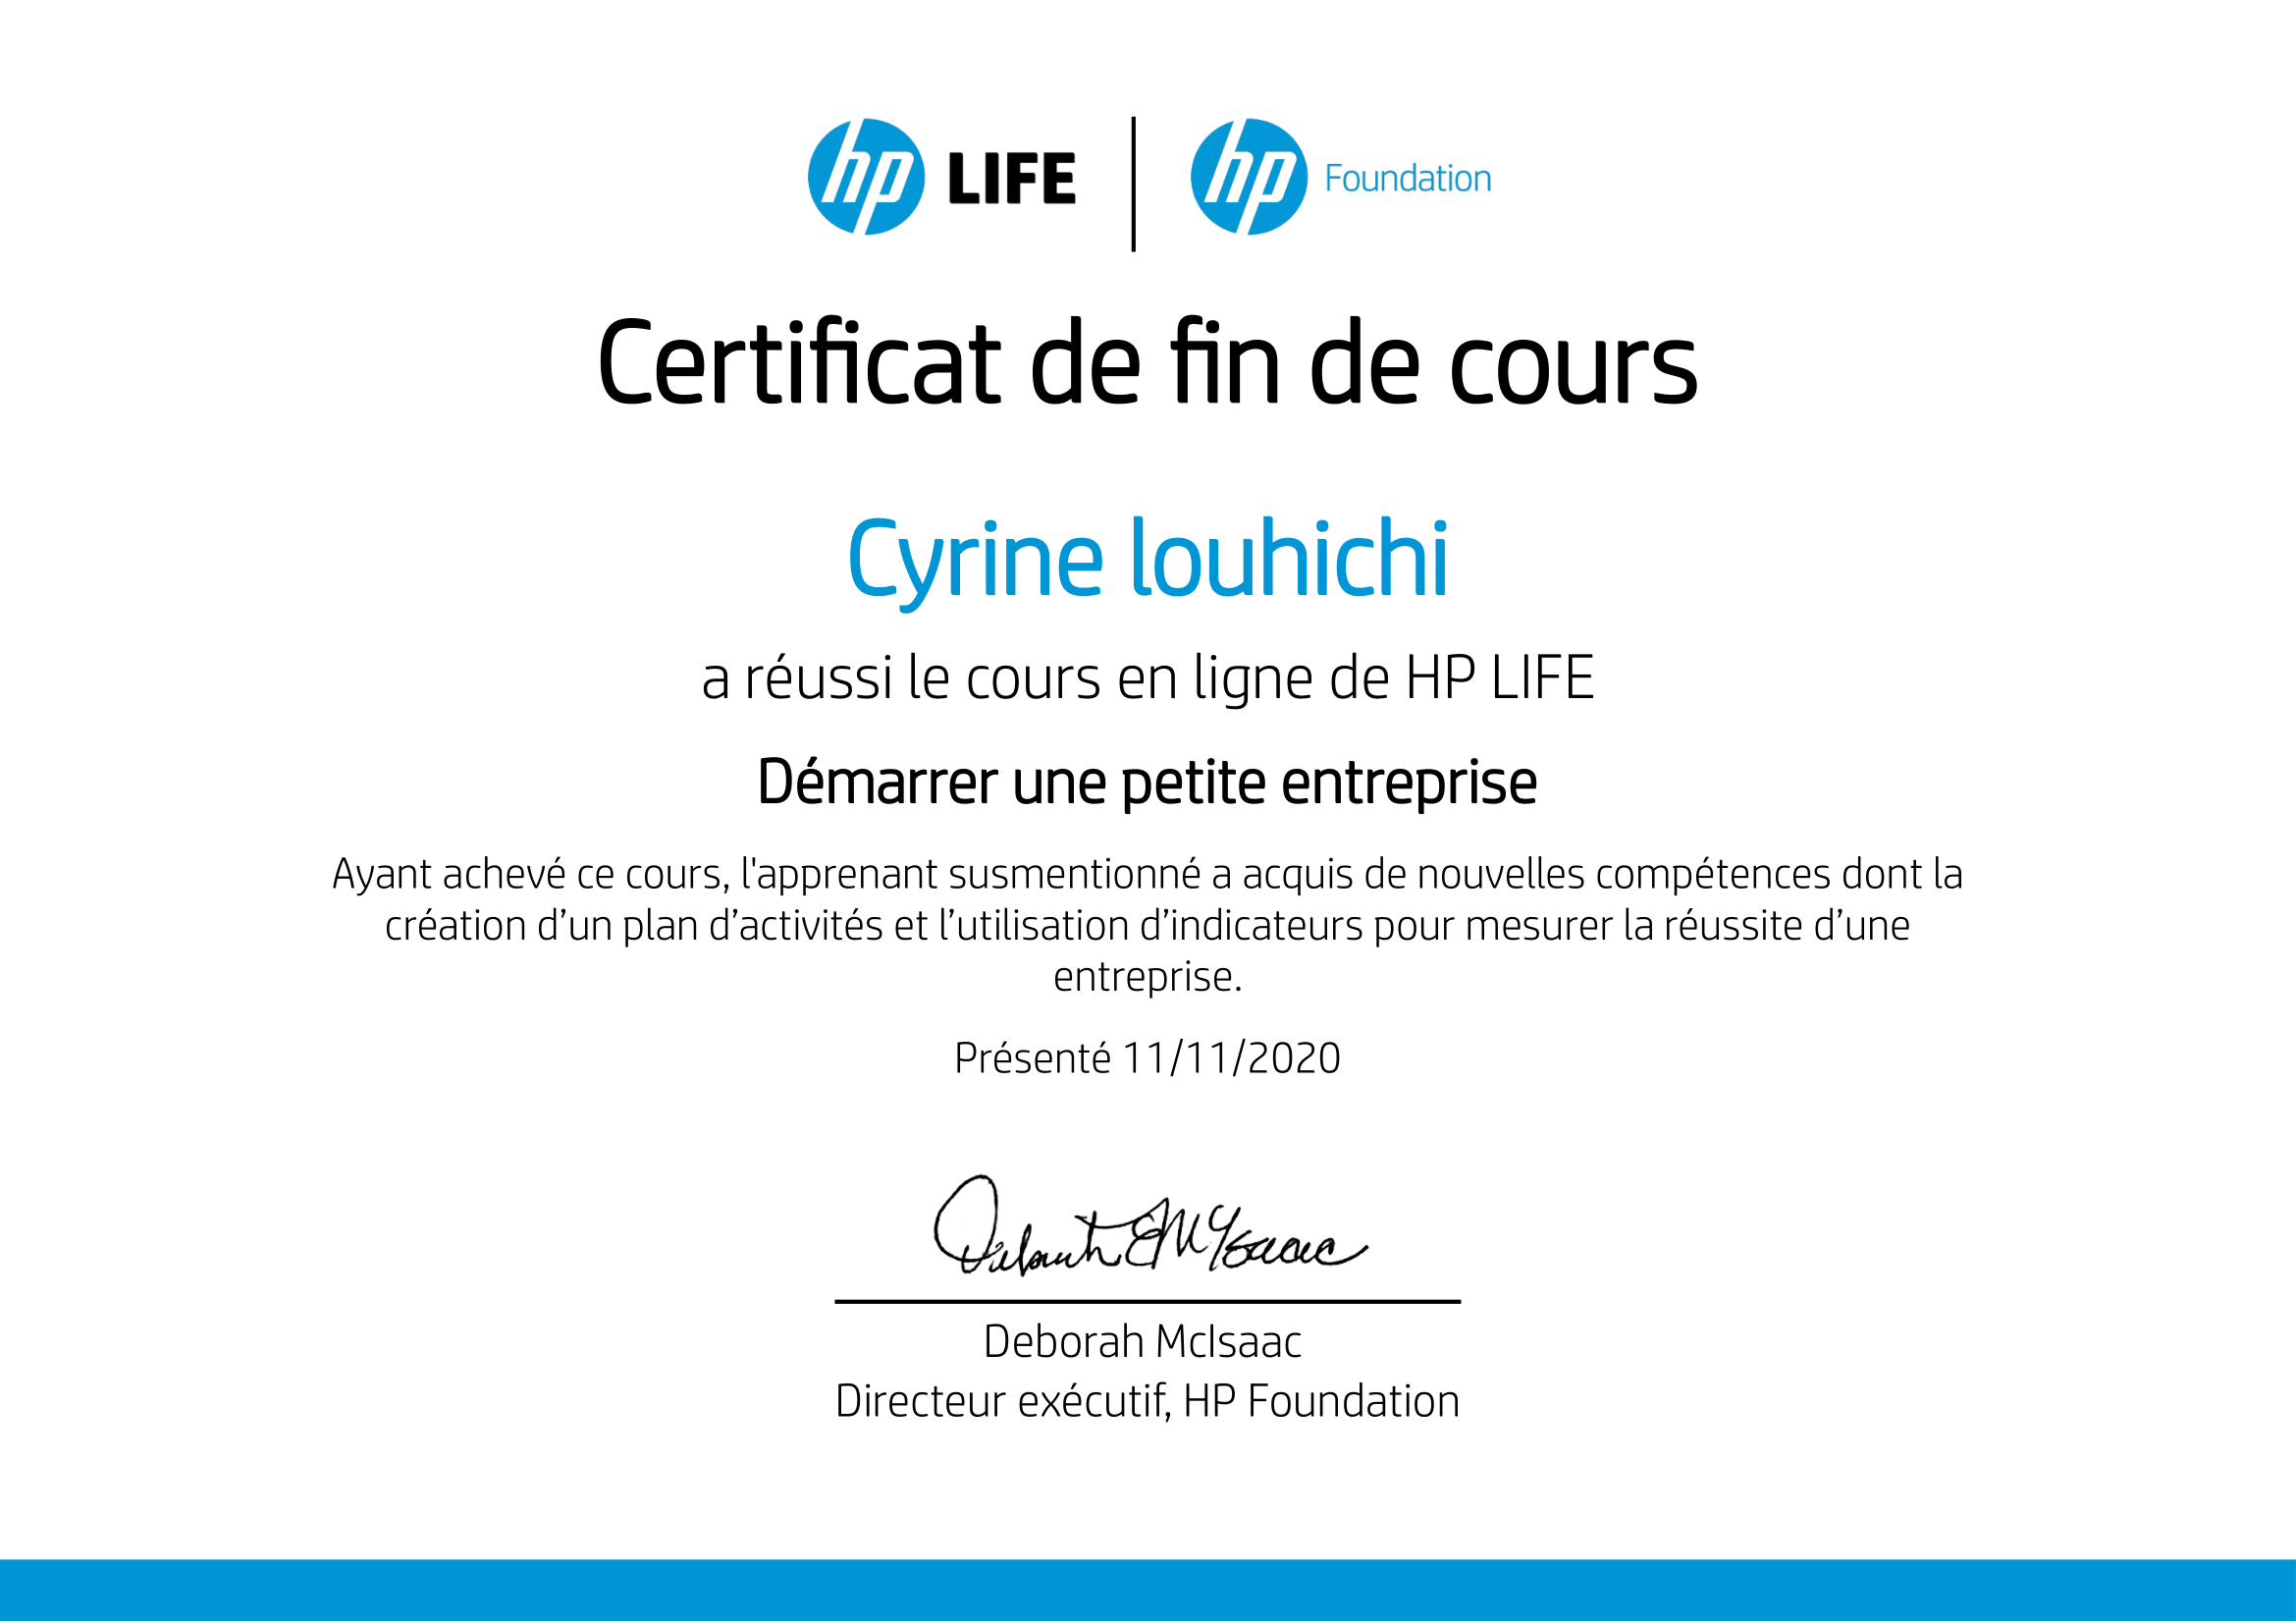 hp LIFE | hp Foundation
Certificat de fin de cours
Cyrine louhichi
a réussi le cours en ligne de HP LIFE
Démarrer une petite entreprise
Ayant achevé ce cours, l'apprenant susmentionné a acquis de nouvelles compétences dont la
création d’un plan d’activités et l’utilisation d’indicateurs pour mesurer la réussite d’une
entreprise.
Présenté 11/11/2020
Deborah E McIsaac
Deborah McIsaac
Directeur exécutif, HP Foundation